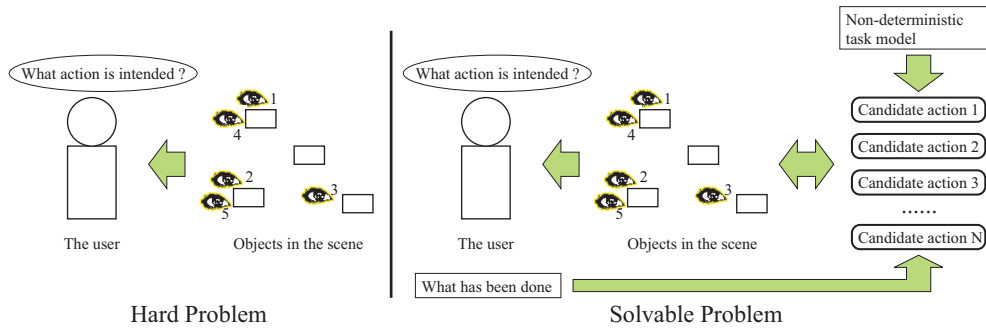 What action is intended ?
1
4
2
3
5
The user
Objects in the scene
Hard Problem
Non-deterministic
task model
What action is intended ?
1
4
2
3
5
The user
Objects in the scene
Candidate action 1
Candidate action 2
Candidate action 3
......
Candidate action N
What has been done
Solvable Problem